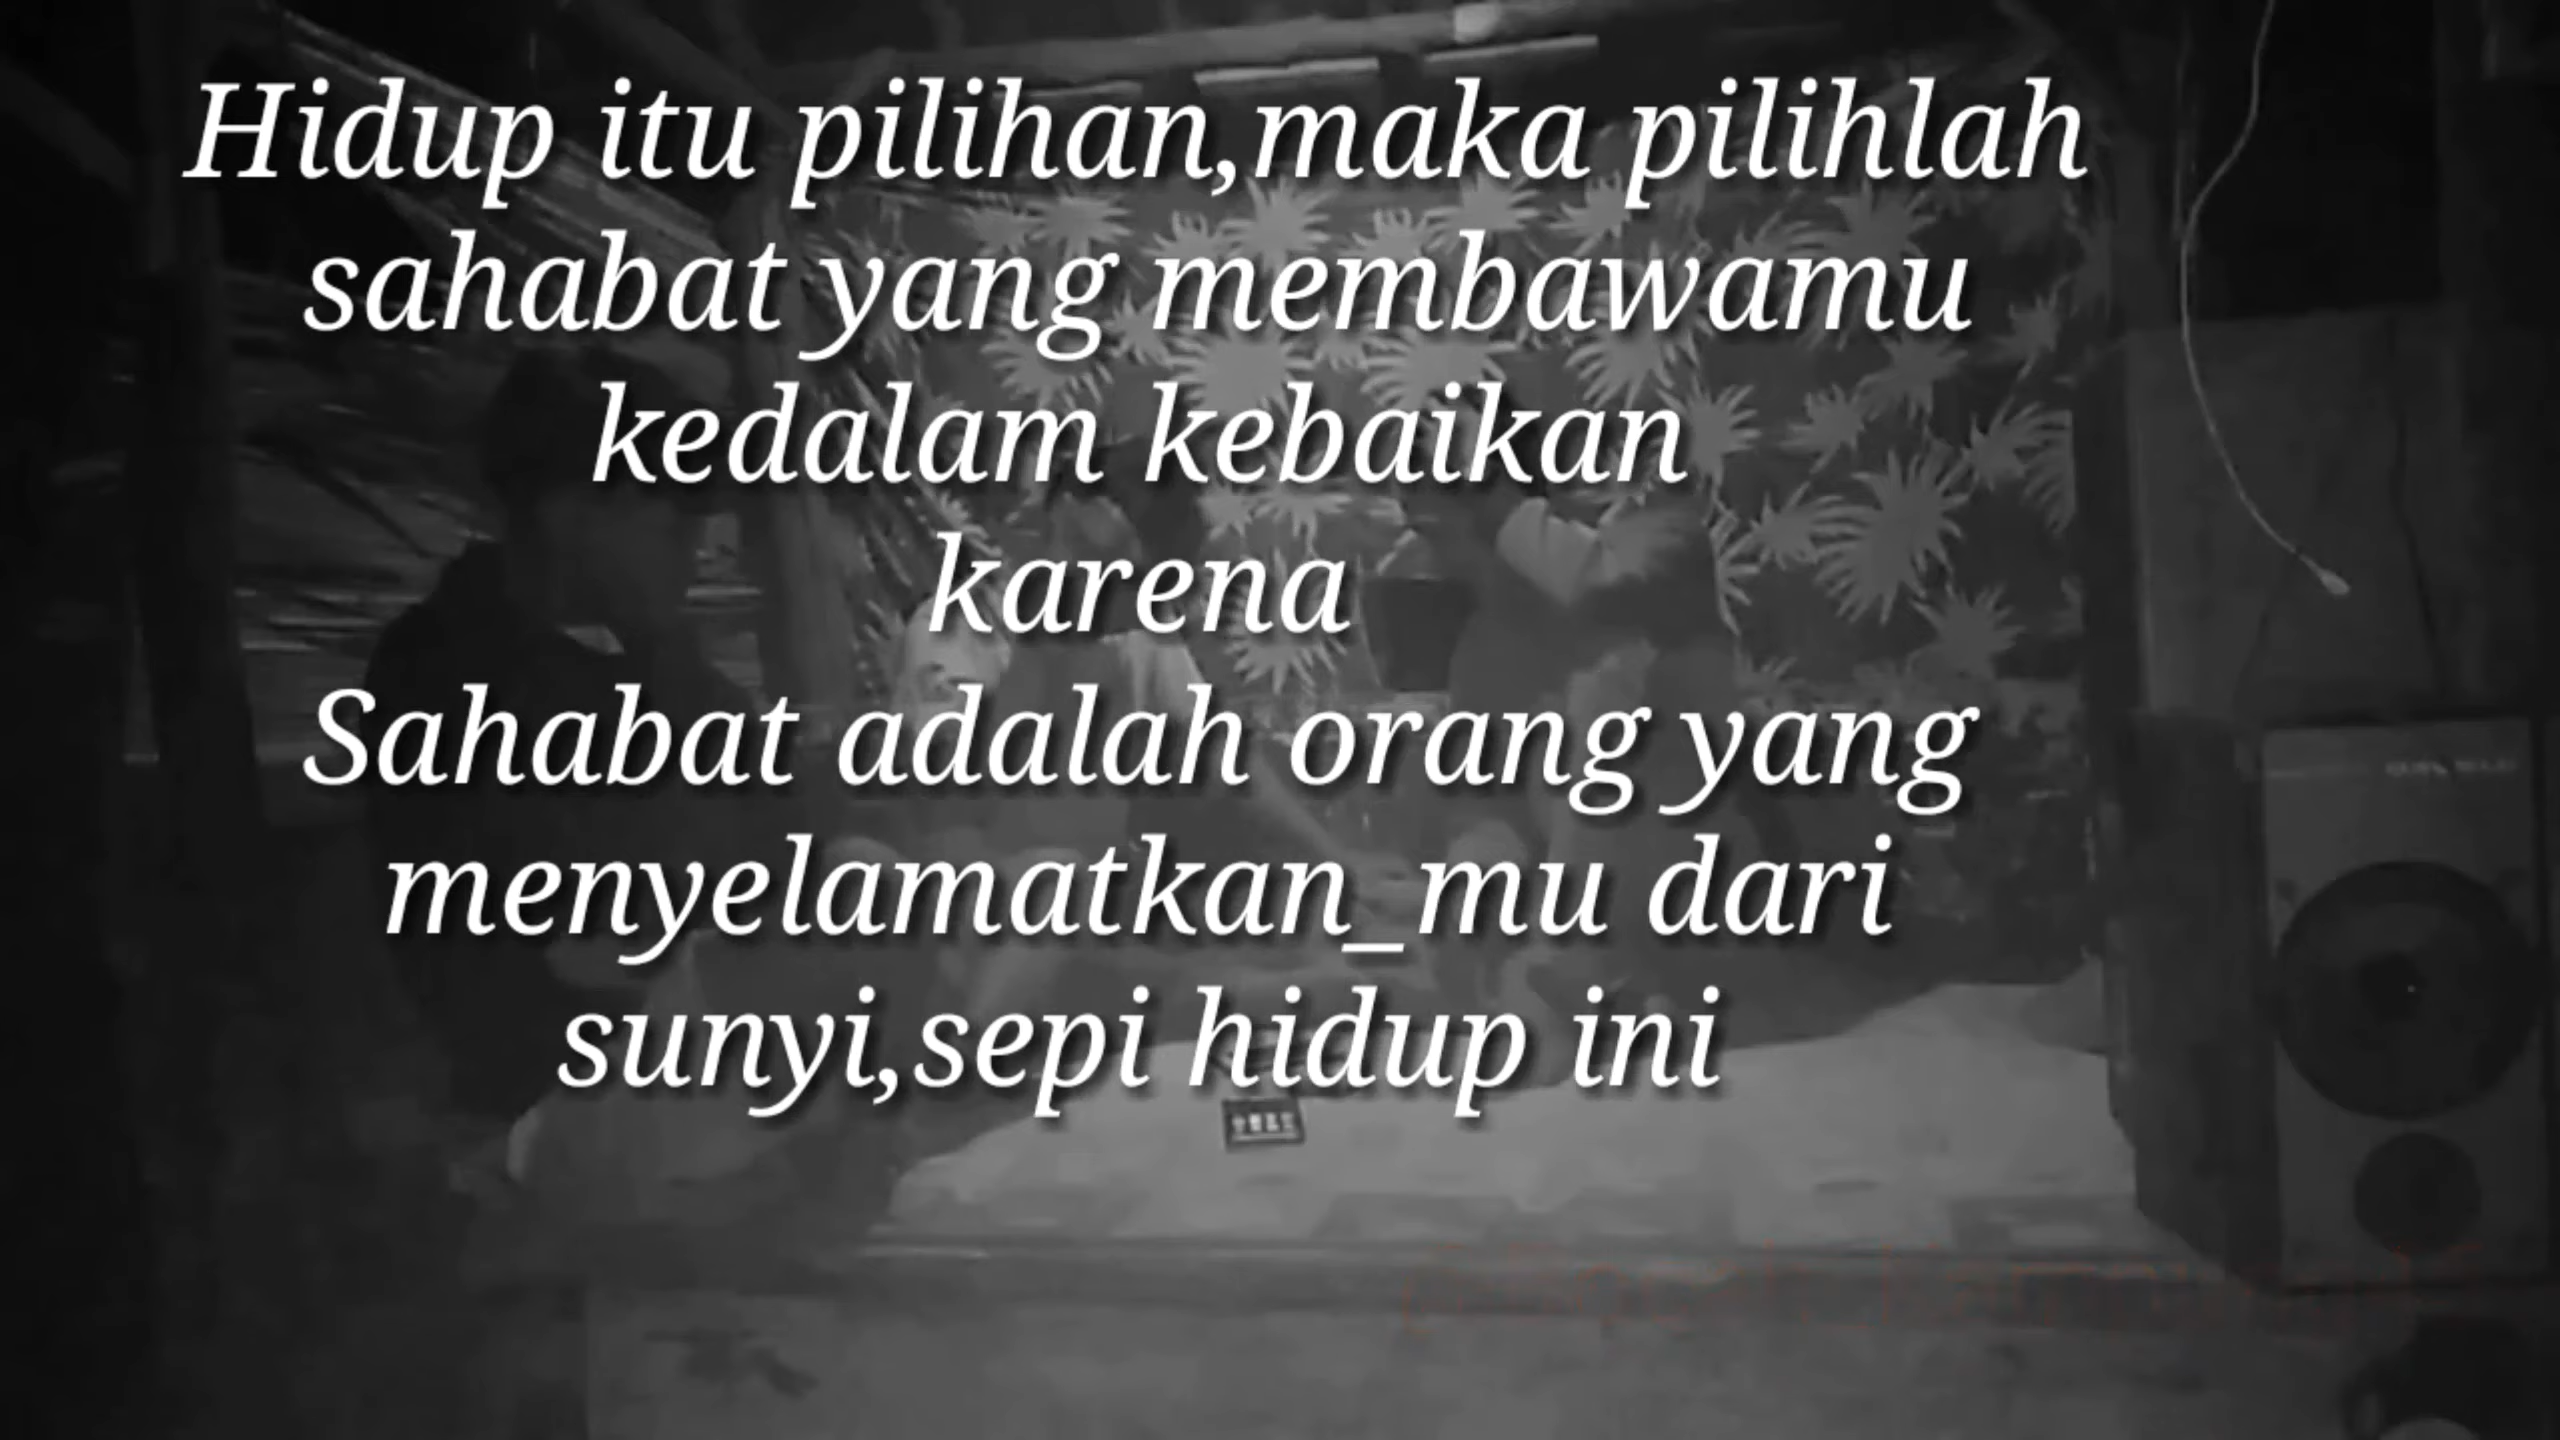 Hidup itu pilihan,maka pilihlah
sahabat yang membawamu
kedalam kebaikan
karena
Sahabat adalah orang yang
menyelamatkan_mu dari
sunyi,sepi hidup ini